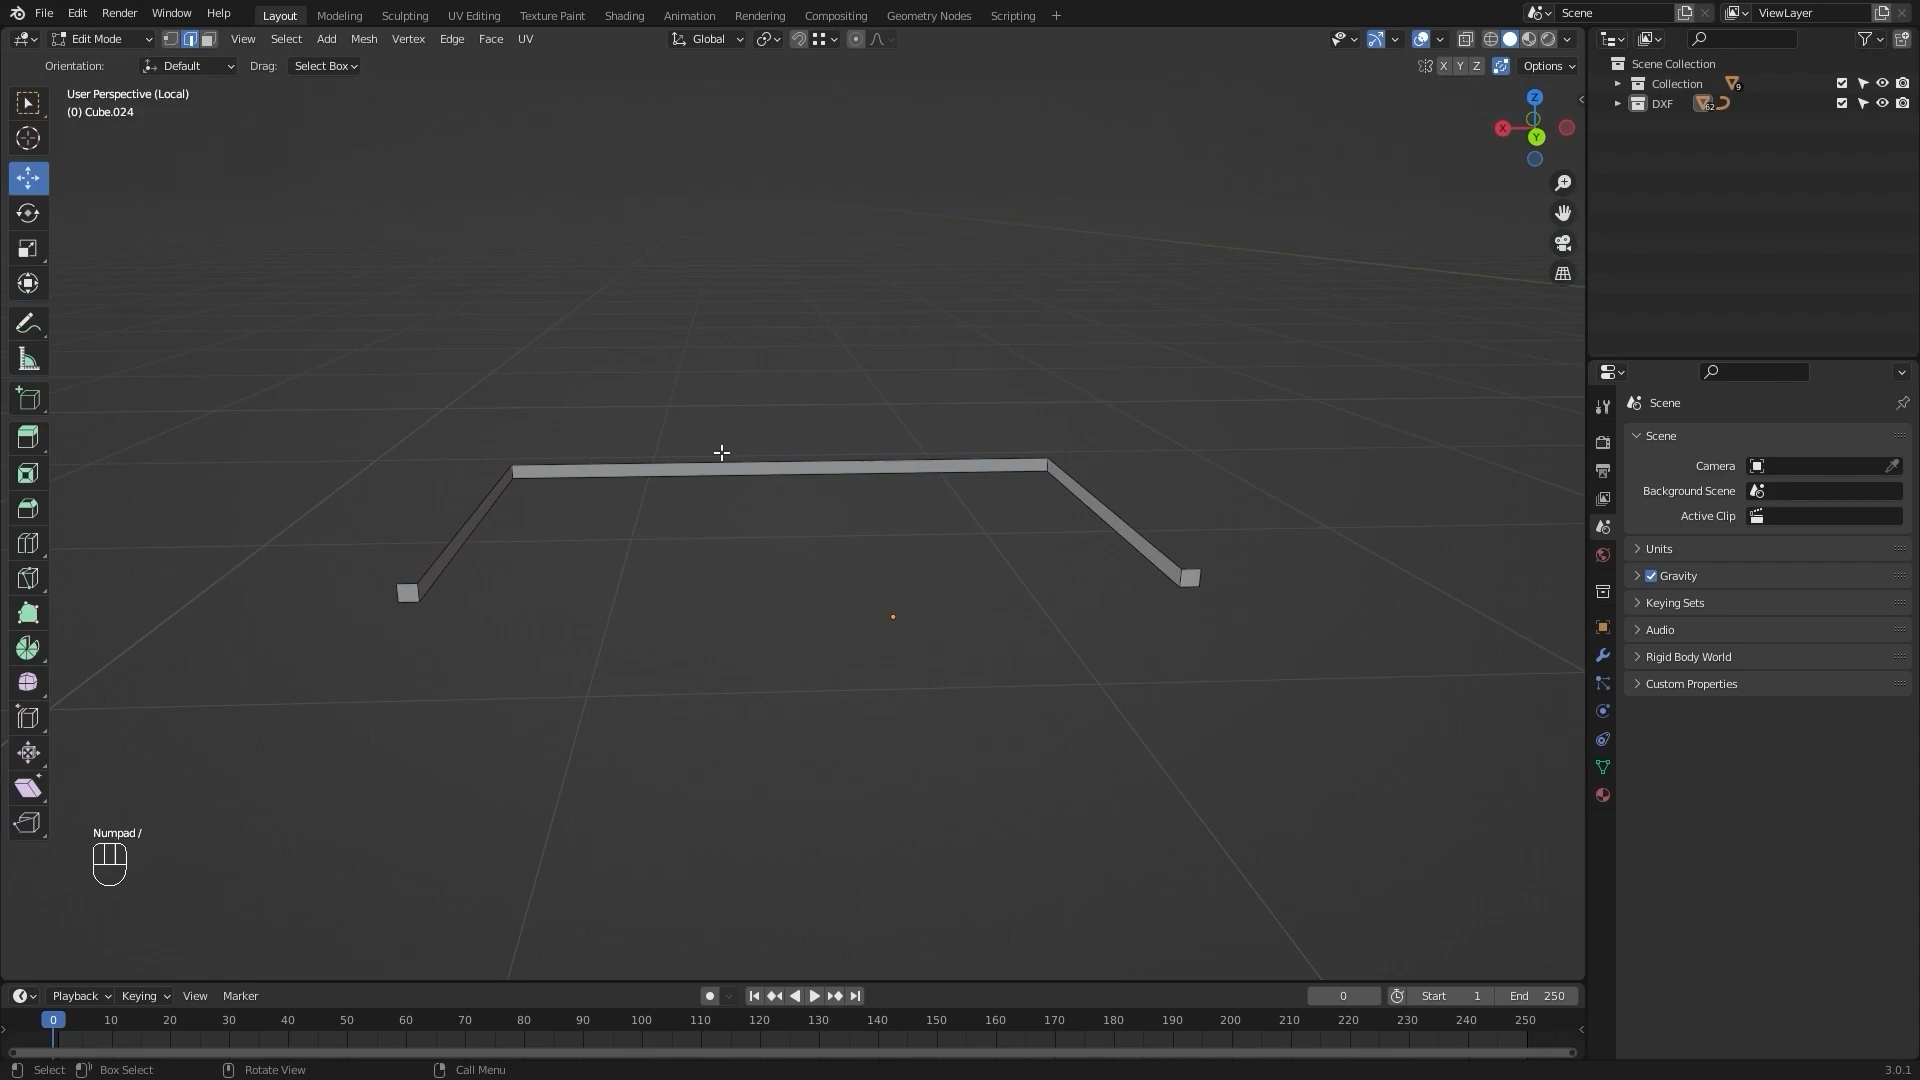 File Edit Render Window Help Layout Modeling Sculpting UV Editing Texture Paint Shading Animation Rendering Compositing Geometry Nodes Scripting + Scene ViewLayer
Edit Mode View Select Add Mesh Vertex Edge Face UV Global
Orientation: Default Drag: Select Box X Y Z Options
User Perspective (Local)
(0) Cube.024
Z
X
Y
Scene Collection
Collection 9
DXF 62
Scene
Scene
Camera
Background Scene
Active Clip
Units
Gravity
Keying Sets
Audio
Rigid Body World
Custom Properties
Numpad /
Playback Keying View Marker 0 Start 1 End 250
0 10 20 30 40 50 60 70 80 90 100 110 120 130 140 150 160 170 180 190 200 210 220 230 240 250
Select Box Select Rotate View Call Menu 3.0.1